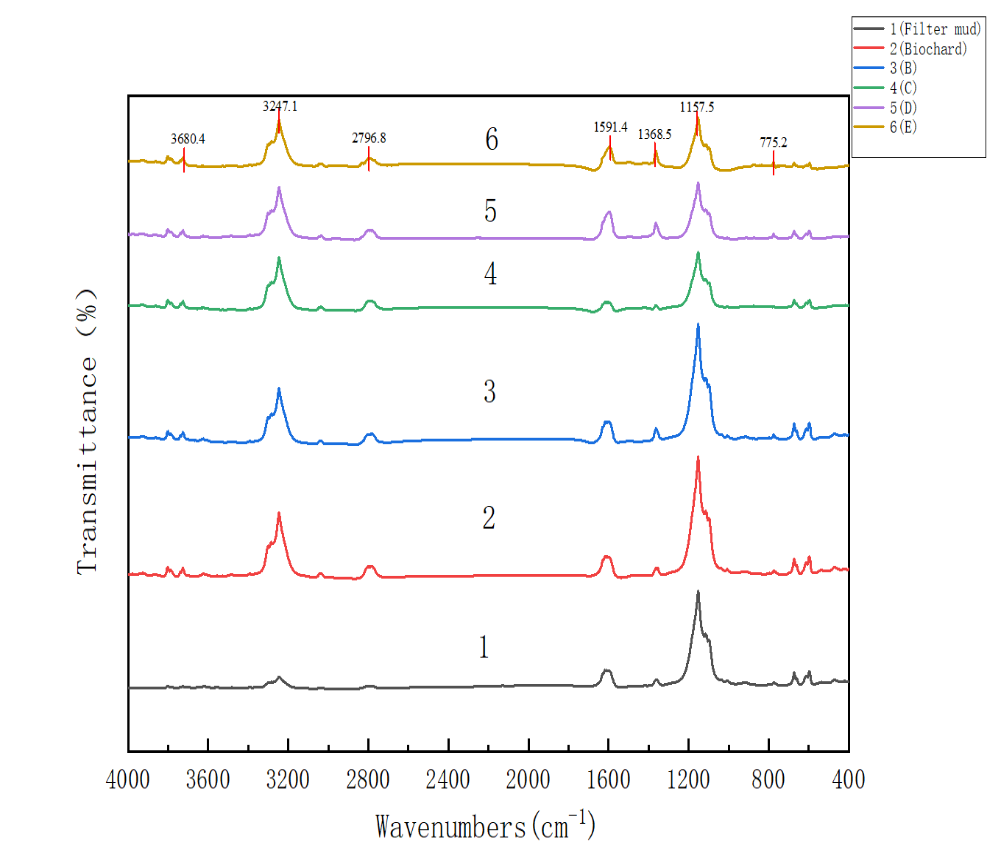 1(Filter mud)
2(Biochard)
3(B)
4(C)
5(D)
6(E)
3680.4
3247.1
2796.8
6
1591.4
1368.5
1157.5
775.2
5
4
3
2
1
Transmittance (%)
4000 3600 3200 2800 2400 2000 1600 1200 800 400
Wavenumbers(cm⁻¹)